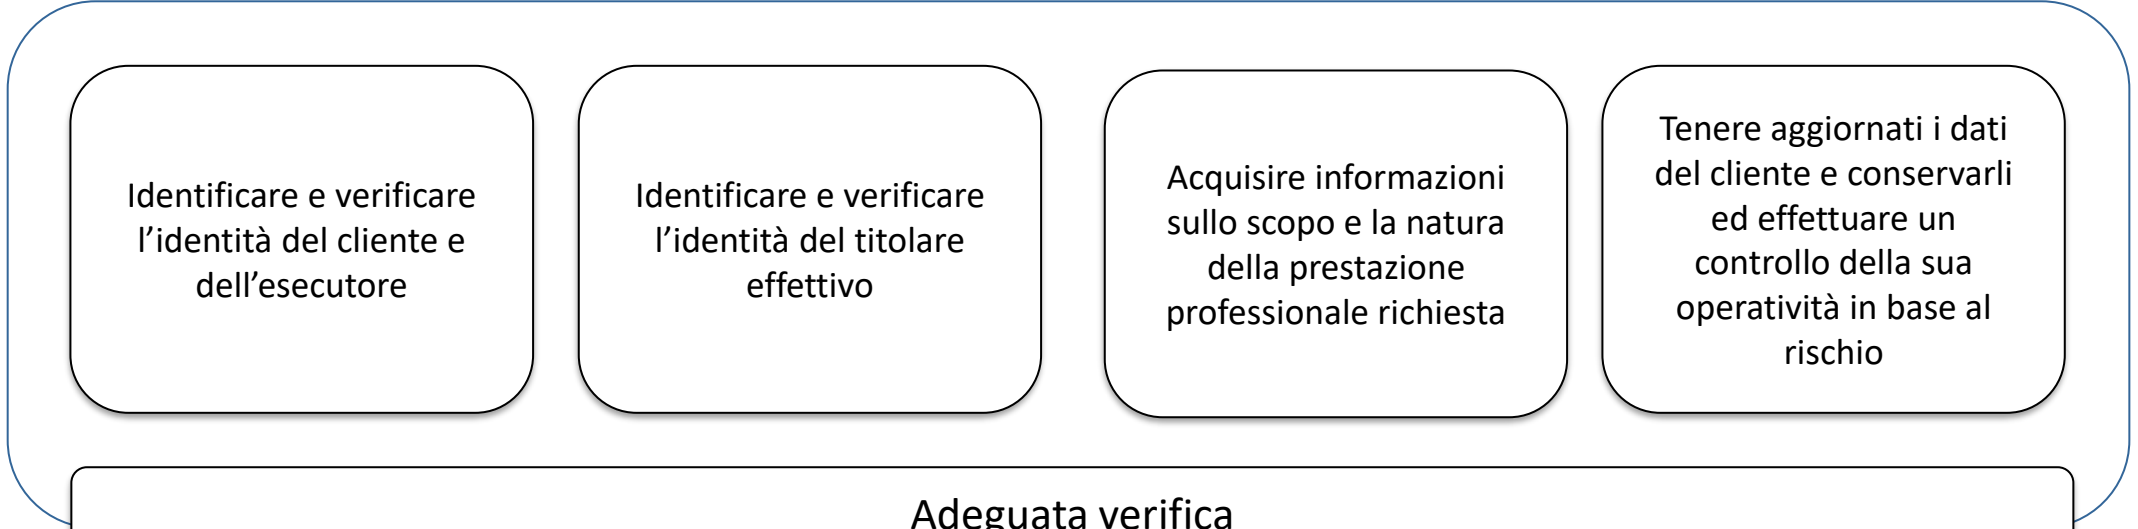 Identificare e verificare
l’identità del cliente e
dell’esecutore
Identificare e verificare
l’identità del titolare
effettivo
Acquisire informazioni
sullo scopo e la natura
della prestazione
professionale richiesta
Tenere aggiornati i dati
del cliente e conservarli
ed effettuare un
controllo della sua
operatività in base al
rischio
Adeguata verifica